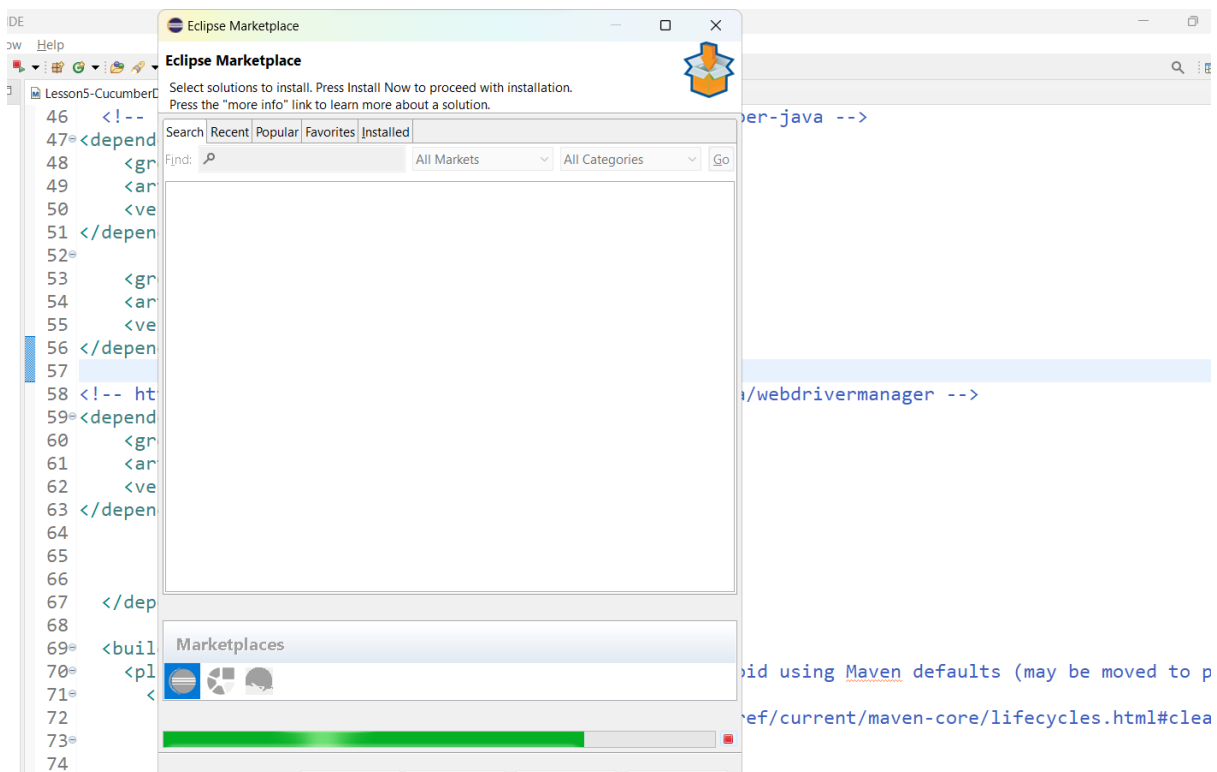 IDE
ow Help
Eclipse Marketplace
Eclipse Marketplace
Select solutions to install. Press Install Now to proceed with installation.
Press the "more info" link to learn more about a solution.
Search Recent Popular Favorites Installed
Find:
All Markets
All Categories
Go
Marketplaces
Lesson5-CucumberD
46 <!-- ber-java -->
47 <depend
48 <gr
49 <ar
50 <ve
51 </depen
52
53 <gr
54 <ar
55 <ve
56 </depen
57
58 <!-- ht a/webdrivermanager -->
59 <depend
60 <gr
61 <ar
62 <ve
63 </depen
64
65
66
67 </dep
68
69 <buil
70 <pl oid using Maven defaults (may be moved to p
71 <
72 ref/current/maven-core/lifecycles.html#clea
73
74